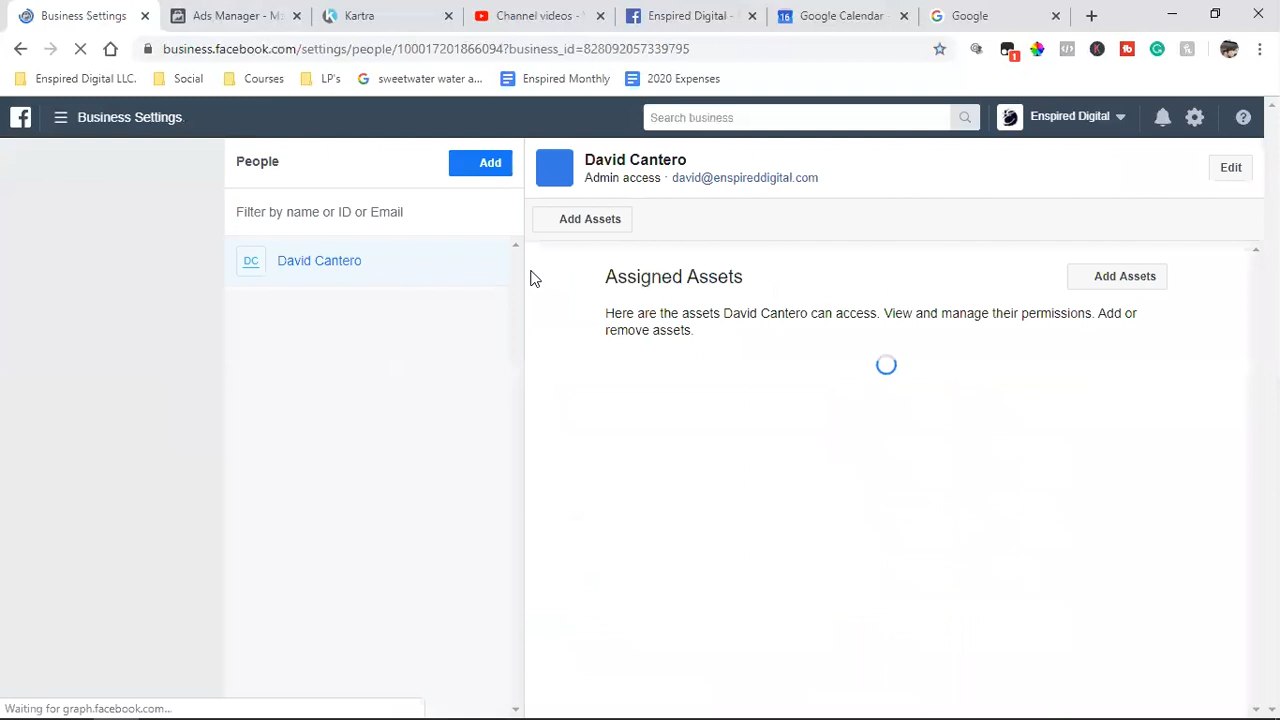 Business Settings
Ads Manager - M
Kartra
Channel videos -
Enspired Digital -
Google Calendar
Google
business.facebook.com/settings/people/100017201866094?business_id=828092057339795
1
Enspired Digital LLC.
Social
Courses
LP's
sweetwater water a...
Enspired Monthly
2020 Expenses
Business Settings
Search business
Enspired Digital
People
Add
David Cantero
Admin access · david@enspireddigital.com
Edit
Filter by name or ID or Email
Add Assets
DC
David Cantero
Assigned Assets
Add Assets
Here are the assets David Cantero can access. View and manage their permissions. Add or
remove assets.
Waiting for graph.facebook.com...